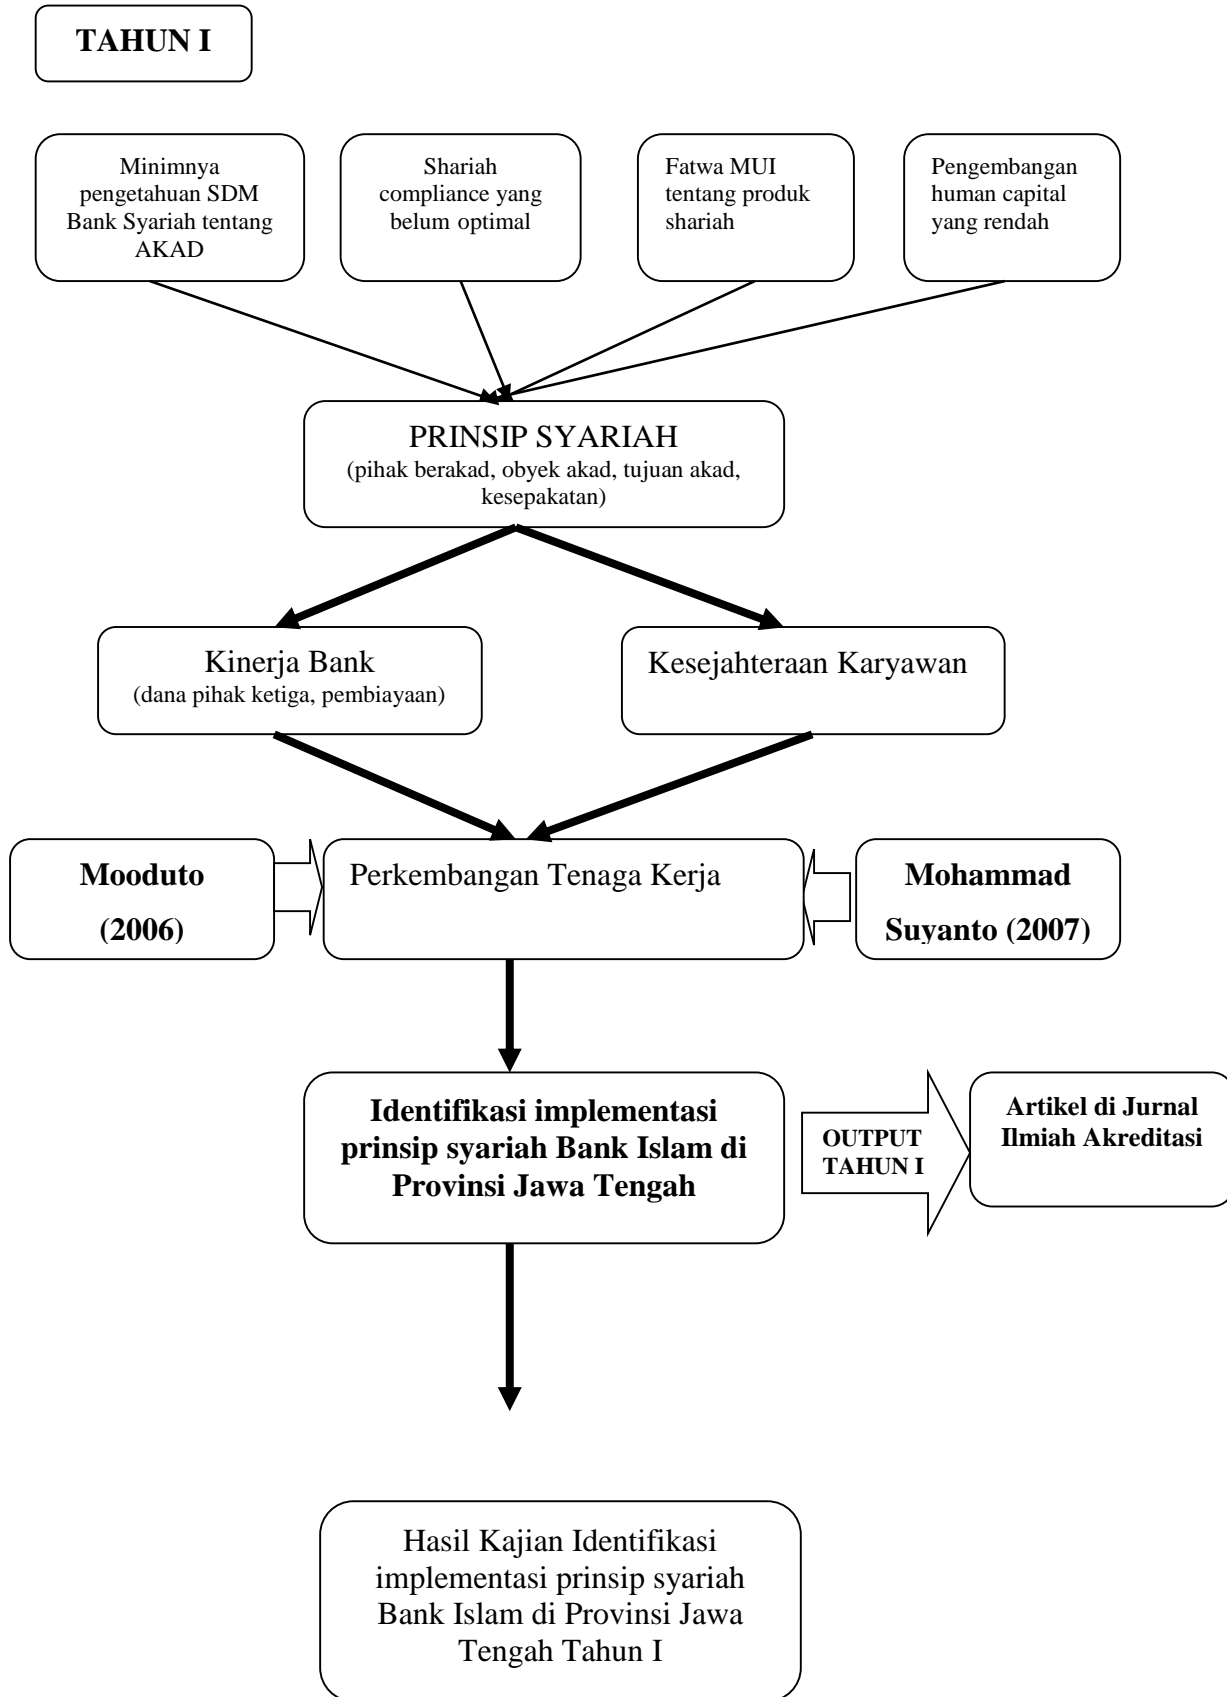 TAHUN I
Minimnya
pengetahuan SDM
Bank Syariah tentang
AKAD
Shariah
compliance yang
belum optimal
Fatwa MUI
tentang produk
shariah
Pengembangan
human capital
yang rendah
PRINSIP SYARIAH
(pihak berakad, obyek akad, tujuan akad,
kesepakatan)
Kinerja Bank
(dana pihak ketiga, pembiayaan)
Kesejahteraan Karyawan
Mooduto
(2006)
Perkembangan Tenaga Kerja
Mohammad
Suyanto (2007)
Identifikasi implementasi
prinsip syariah Bank Islam di
Provinsi Jawa Tengah
OUTPUT
TAHUN I
Artikel di Jurnal
Ilmiah Akreditasi
Hasil Kajian Identifikasi
implementasi prinsip syariah
Bank Islam di Provinsi Jawa
Tengah Tahun I